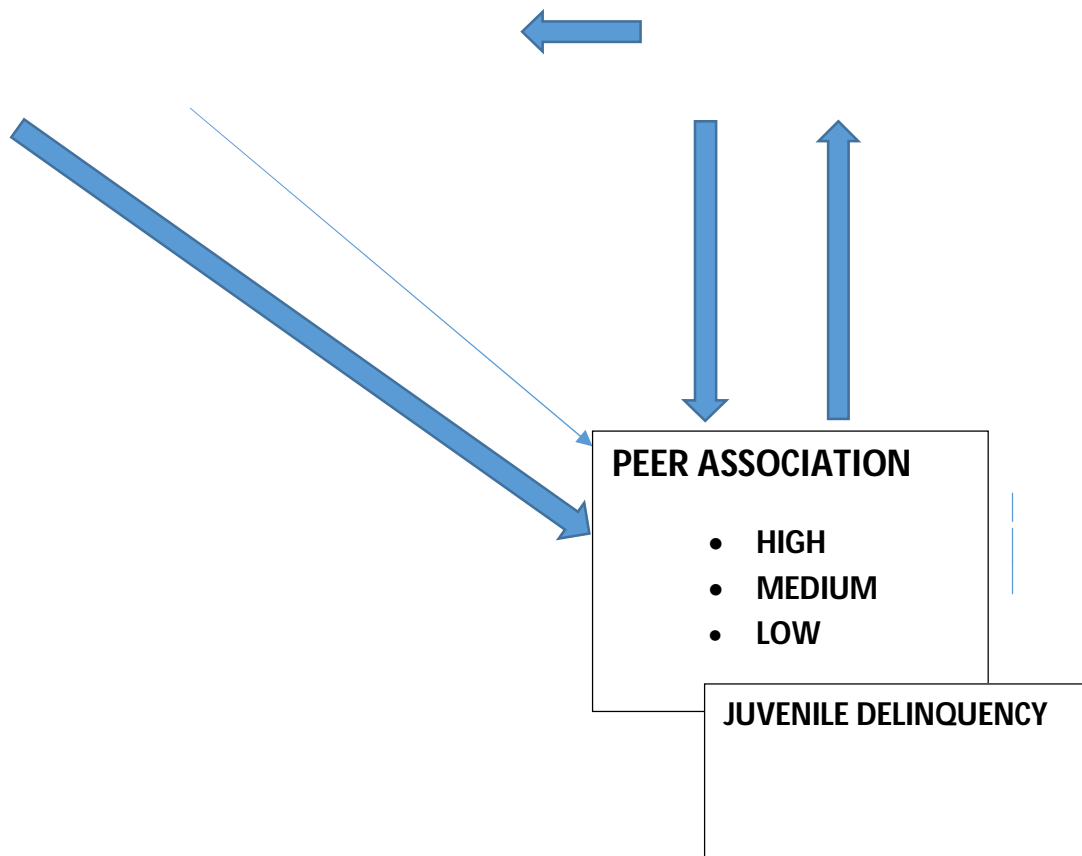 PEER ASSOCIATION
• HIGH
• MEDIUM
• LOW
JUVENILE DELINQUENCY